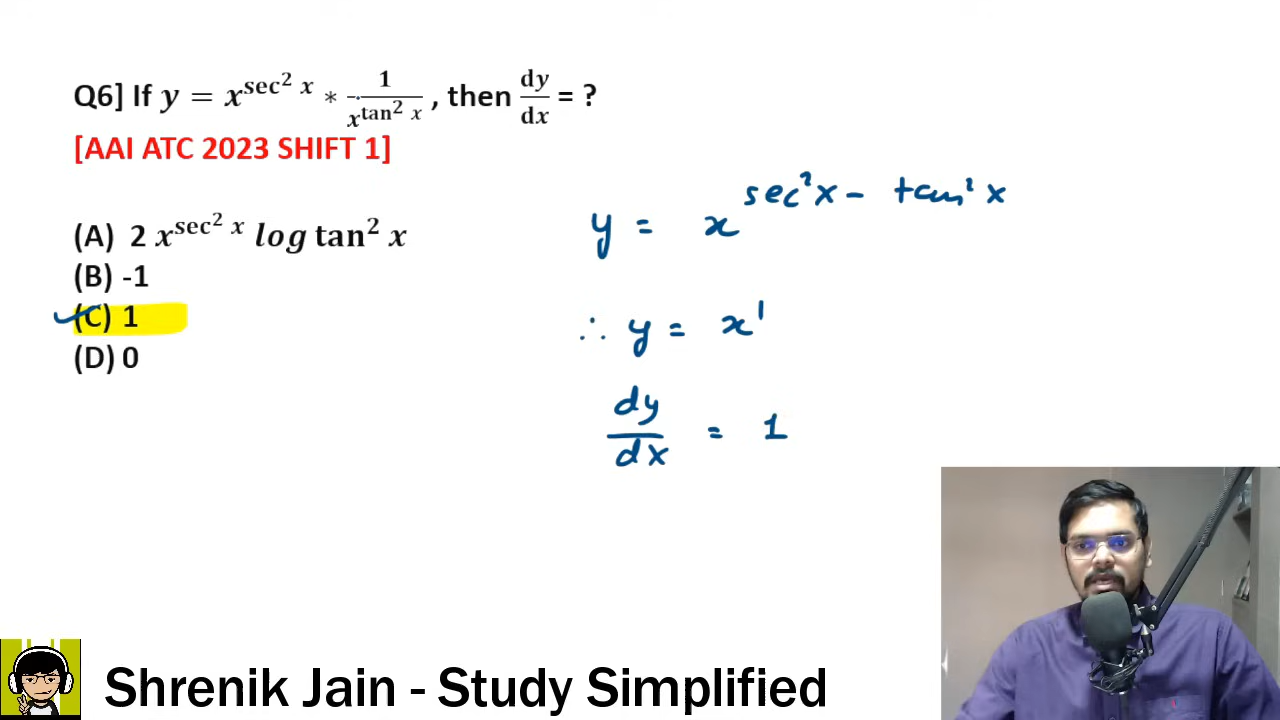 Q6] If y = x^{sec² x} * 1/x^{tan² x} , then dy/dx = ?
[AAI ATC 2023 SHIFT 1]
(A) 2 x^{sec² x} log tan² x
(B) -1
(C) 1
(D) 0
y = x^{sec²x - tan²x}
∴ y = x¹
dy/dx = 1
Shrenik Jain - Study Simplified